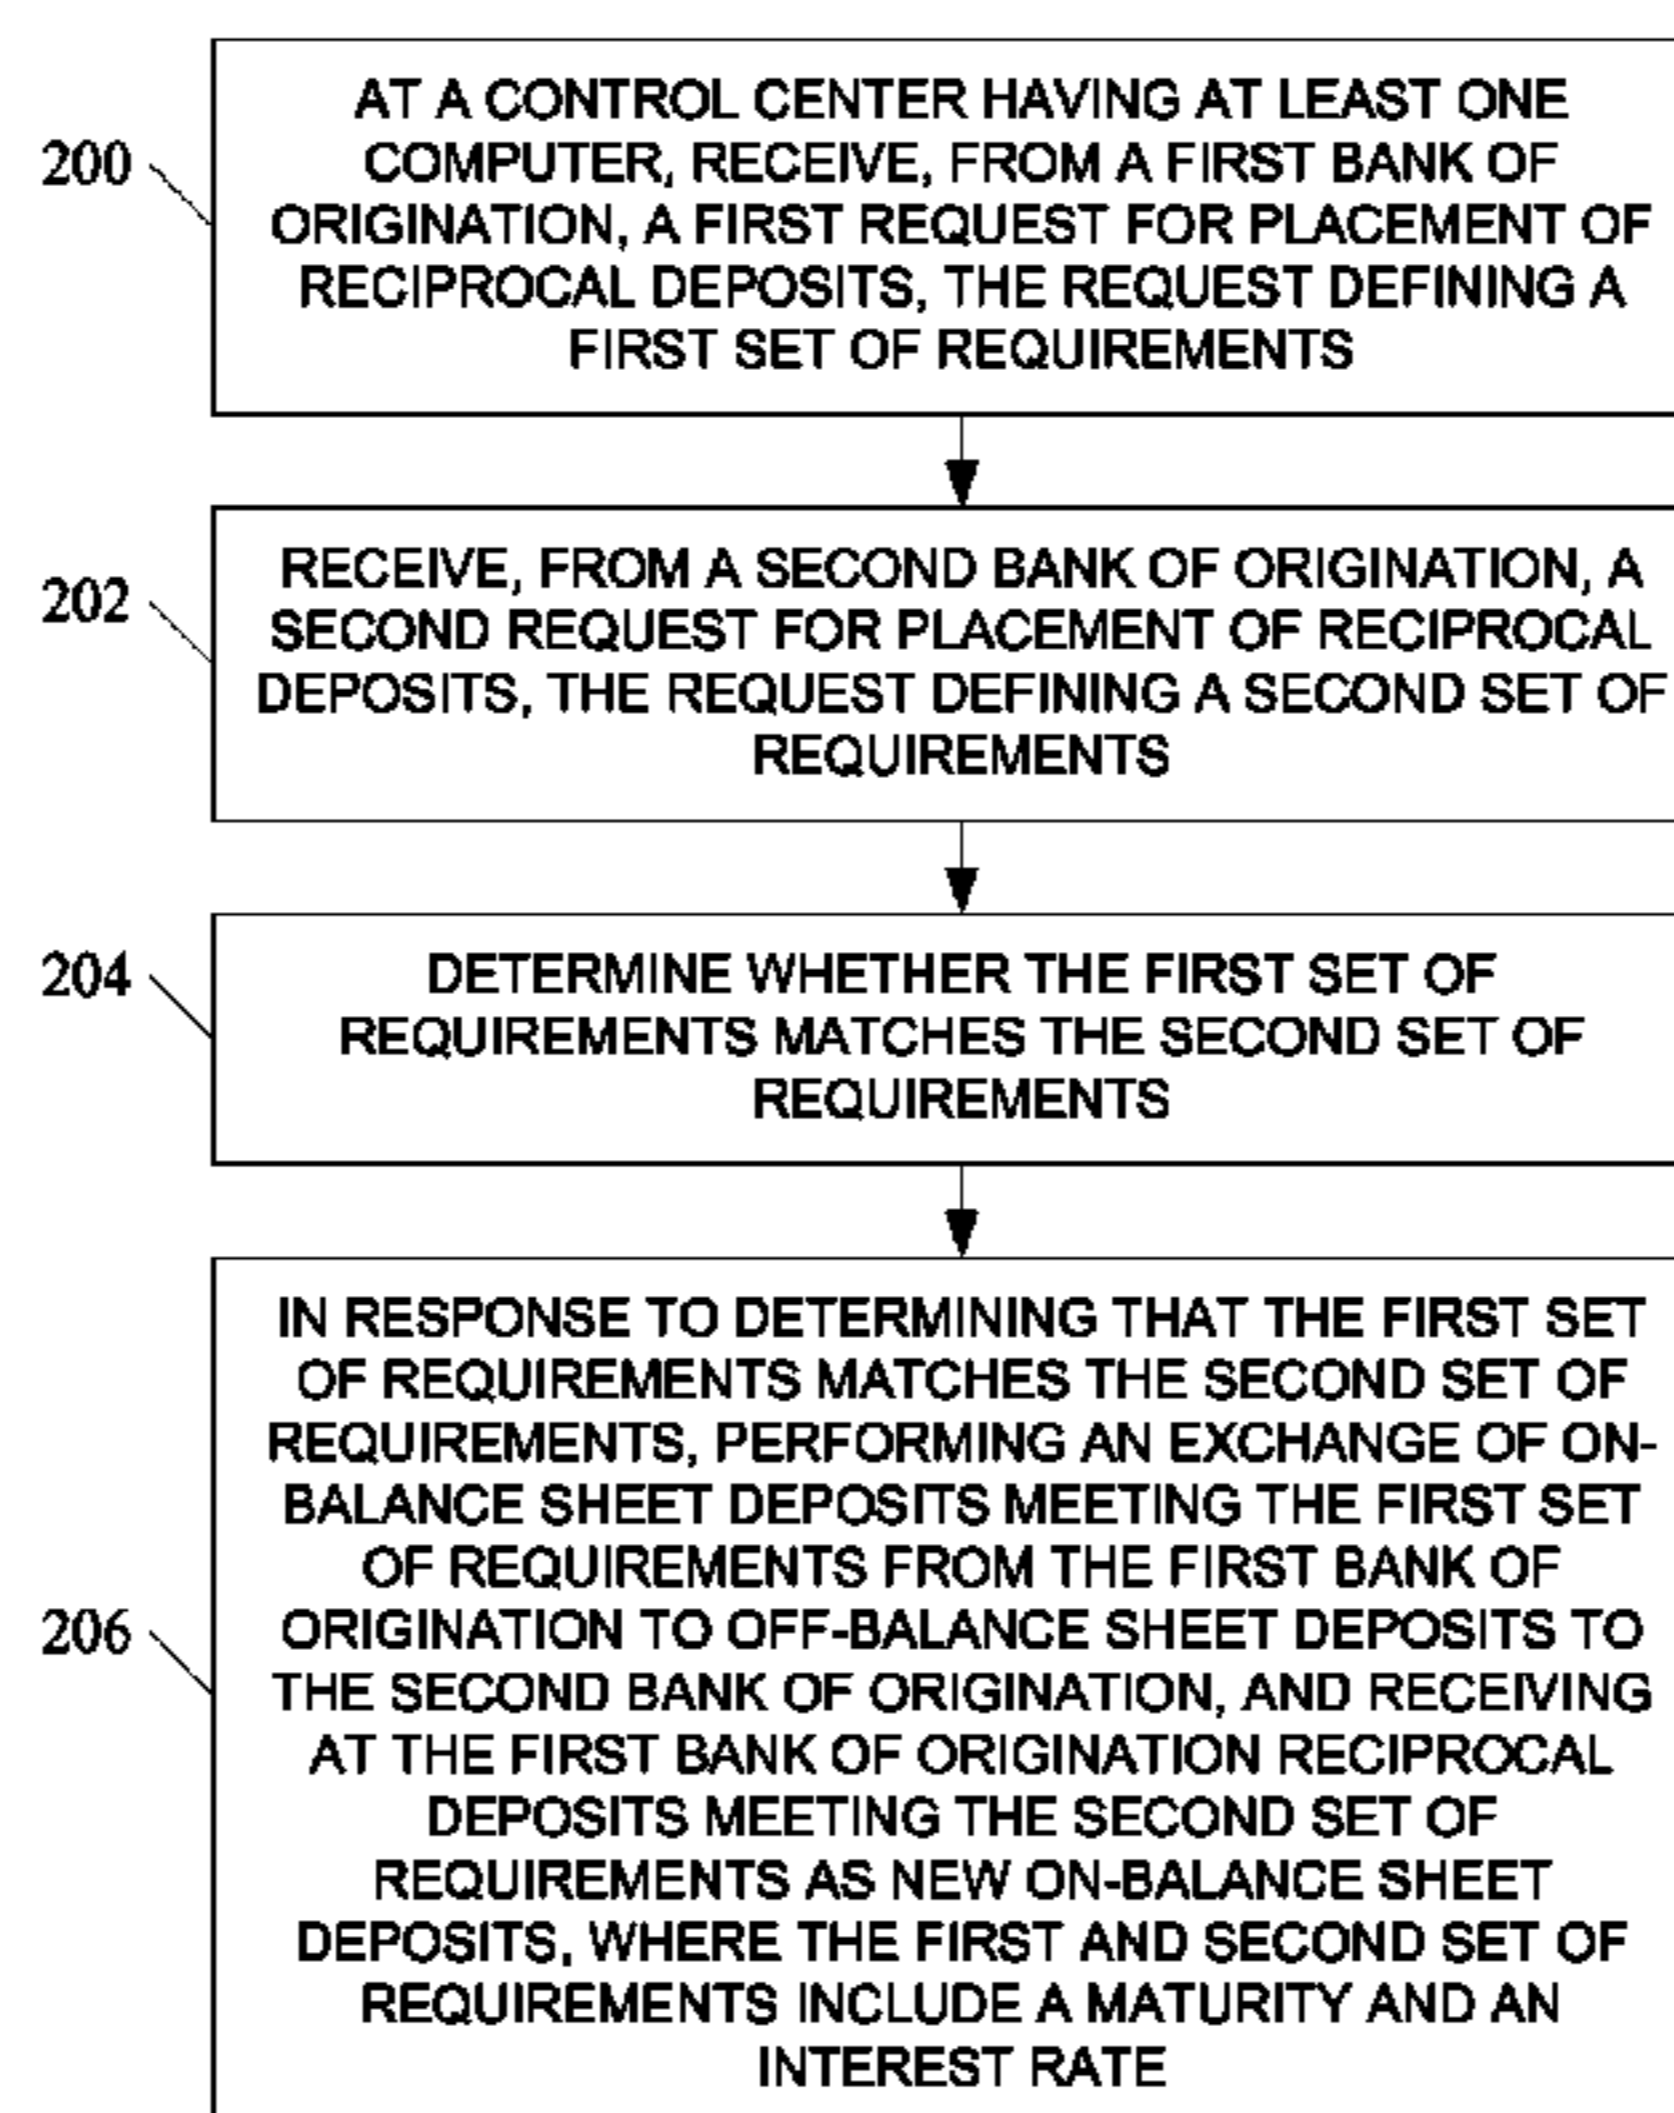 AT A CONTROL CENTER HAVING AT LEAST ONE
COMPUTER, RECEIVE, FROM A FIRST BANK OF
200
ORIGINATION, A FIRST REQUEST FOR PLACEMENT OF
RECIPROCAL DEPOSITS, THE REQUEST DEFINING A
FIRST SET OF REQUIREMENTS
RECEIVE, FROM A SECOND BANK OF ORIGINATION, A
202
SECOND REQUEST FOR PLACEMENT OF RECIPROCAL
DEPOSITS, THE REQUEST DEFINING A SECOND SET OF
REQUIREMENTS
204
DETERMINE WHETHER THE FIRST SET OF
REQUIREMENTS MATCHES THE SECOND SET OF
REQUIREMENTS
IN RESPONSE TO DETERMINING THAT THE FIRST SET
OF REQUIREMENTS MATCHES THE SECOND SET OF
REQUIREMENTS, PERFORMING AN EXCHANGE OF ON-
BALANCE SHEET DEPOSITS MEETING THE FIRST SET
OF REQUIREMENTS FROM THE FIRST BANK OF
206
ORIGINATION TO OFF-BALANCE SHEET DEPOSITS TO
THE SECOND BANK OF ORIGINATION, AND RECEIVING
AT THE FIRST BANK OF ORIGINATION RECIPROCAL
DEPOSITS MEETING THE SECOND SET OF
REQUIREMENTS AS NEW ON-BALANCE SHEET
DEPOSITS, WHERE THE FIRST AND SECOND SET OF
REQUIREMENTS INCLUDE A MATURITY AND AN
INTEREST RATE